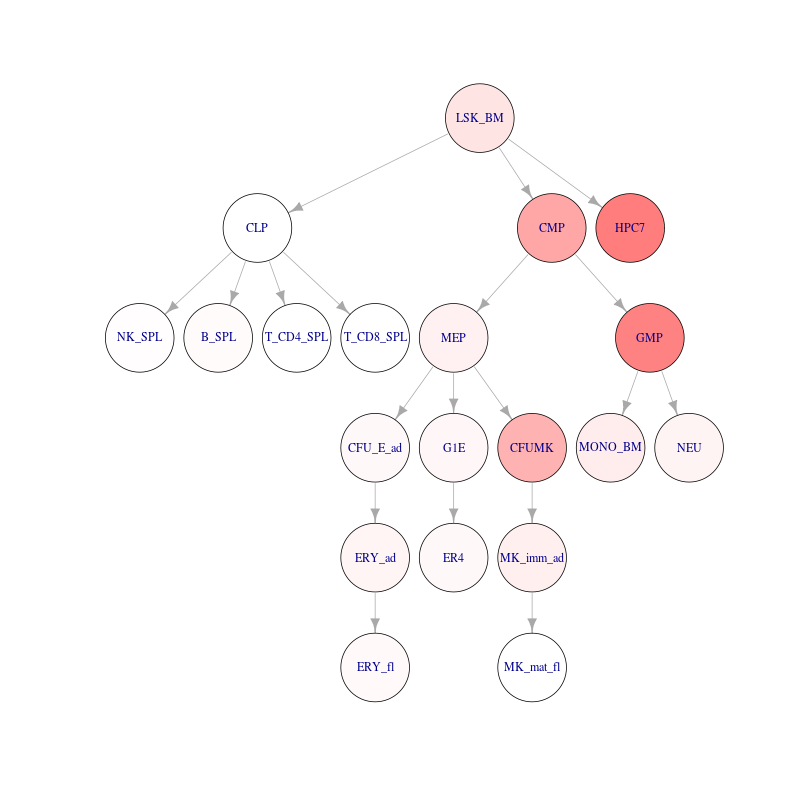 LSK_BM
CLP
CMP
HPC7
NK_SPL
B_SPL
T_CD4_SPL
T_CD8_SPL
MEP
GMP
CFU_E_ad
G1E
CFUMK
MONO_BM
NEU
ERY_ad
ER4
MK_imm_ad
ERY_fl
MK_mat_fl